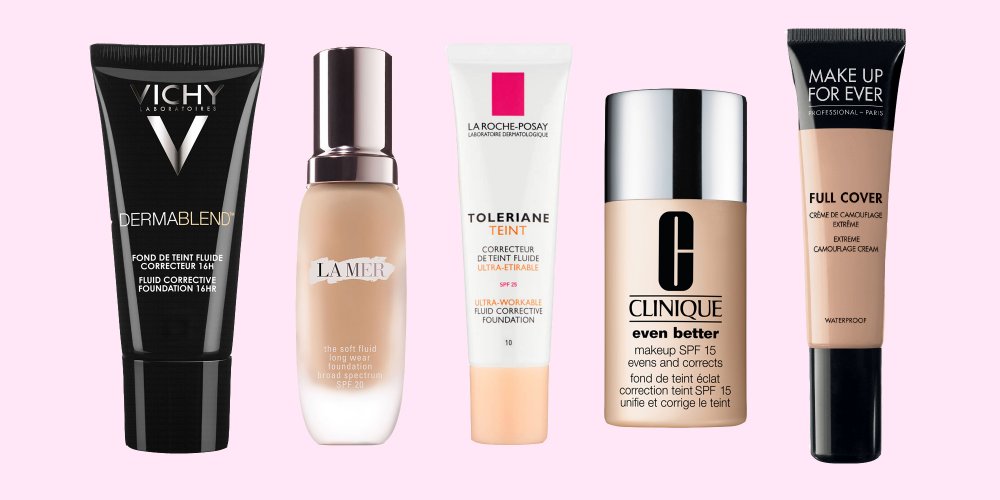 VICHY
LABORATOIRES
DERMABLEND™
FOND DE TEINT FLUIDE
CORRECTEUR 16H
FLUID CORRECTIVE
FOUNDATION 16HR
LA MER
the soft fluid
long wear
foundation
broad spectrum
SPF 20
LA ROCHE-POSAY
LABORATOIRE DERMATOLOGIQUE
TOLERIANE
TEINT
CORRECTEUR
DE TEINT FLUIDE
ULTRA-ETIRABLE
SPF 25
ULTRA-WORKABLE
FLUID CORRECTIVE
FOUNDATION
10
CLINIQUE
even better
makeup SPF 15
evens and corrects
fond de teint éclat
correction teint SPF 15
unifie et corrige le teint
MAKE UP
FOR EVER
PROFESSIONAL – PARIS
FULL COVER
CRÈME DE CAMOUFLAGE
EXTRÊME
EXTREME
CAMOUFLAGE CREAM
WATERPROOF